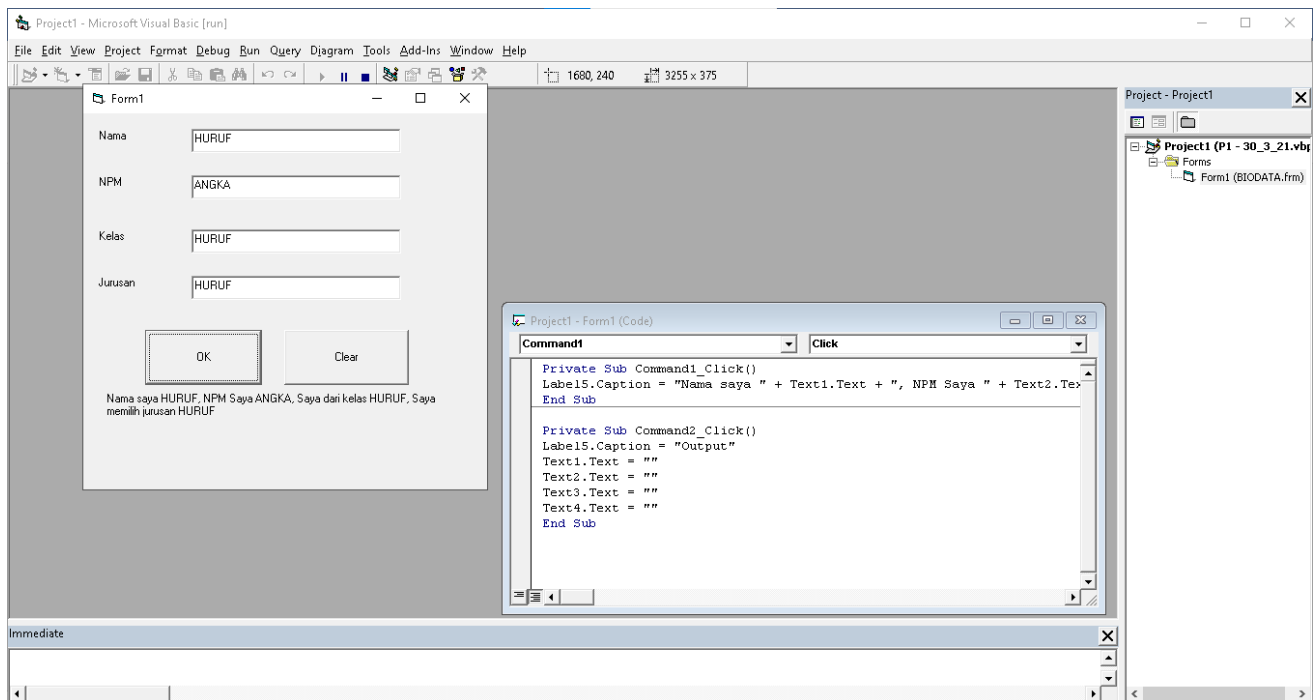 Project1 - Microsoft Visual Basic [run]
File Edit View Project Format Debug Run Query Diagram Tools Add-Ins Window Help
1680, 240 3255 x 375
Form1
Nama HURUF
NPM ANGKA
Kelas HURUF
Jurusan HURUF
OK Clear
Nama saya HURUF, NPM Saya ANGKA, Saya dari kelas HURUF, Saya
memilih jurusan HURUF
Project1 - Form1 (Code)
Command1 Click
Private Sub Command1_Click()
Label5.Caption = "Nama saya " + Text1.Text + ", NPM Saya " + Text2.Tex
End Sub
Private Sub Command2_Click()
Label5.Caption = "Output"
Text1.Text = ""
Text2.Text = ""
Text3.Text = ""
Text4.Text = ""
End Sub
Project - Project1
Project1 (P1 - 30_3_21.vbp
Forms
Form1 (BIODATA.frm)
Immediate